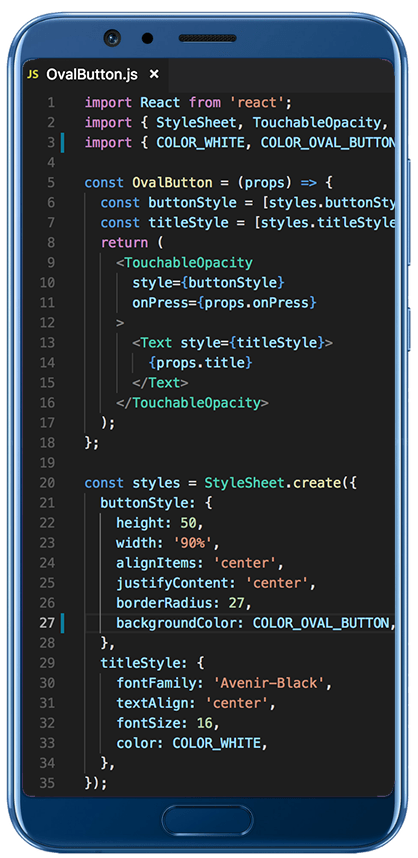 JS OvalButton.js ×
1 import React from 'react';
2 import { StyleSheet, TouchableOpacity,
3 import { COLOR_WHITE, COLOR_OVAL_BUTTON
4
5 const OvalButton = (props) => {
6   const buttonStyle = [styles.buttonSty
7   const titleStyle = [styles.titleStyle
8   return (
9     <TouchableOpacity
10       style={buttonStyle}
11       onPress={props.onPress}
12     >
13       <Text style={titleStyle}>
14         {props.title}
15       </Text>
16     </TouchableOpacity>
17   );
18 };
19
20 const styles = StyleSheet.create({
21   buttonStyle: {
22     height: 50,
23     width: '90%',
24     alignItems: 'center',
25     justifyContent: 'center',
26     borderRadius: 27,
27     backgroundColor: COLOR_OVAL_BUTTON,
28   },
29   titleStyle: {
30     fontFamily: 'Avenir-Black',
31     textAlign: 'center',
32     fontSize: 16,
33     color: COLOR_WHITE,
34   },
35 });